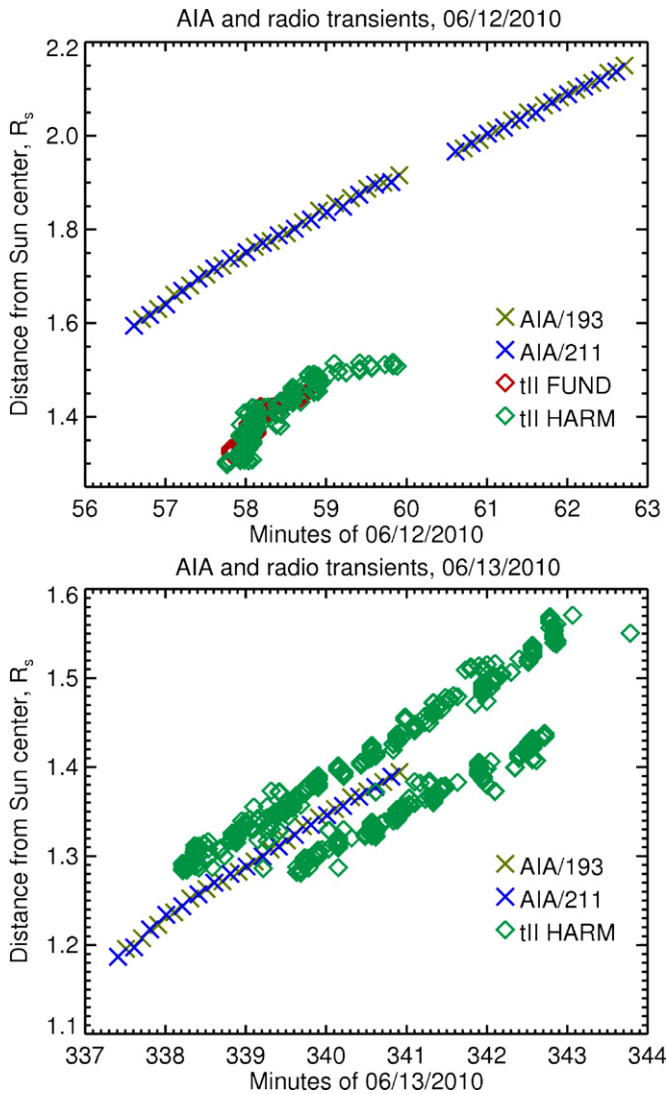 AIA and radio transients, 06/12/2010
2.2
2.0
1.8
1.6
1.4
Distance from Sun center, Rs
AIA/193
AIA/211
tII FUND
tII HARM
56 57 58 59 60 61 62 63
Minutes of 06/12/2010
AIA and radio transients, 06/13/2010
1.6
1.5
1.4
1.3
1.2
1.1
Distance from Sun center, Rs
AIA/193
AIA/211
tII HARM
337 338 339 340 341 342 343 344
Minutes of 06/13/2010